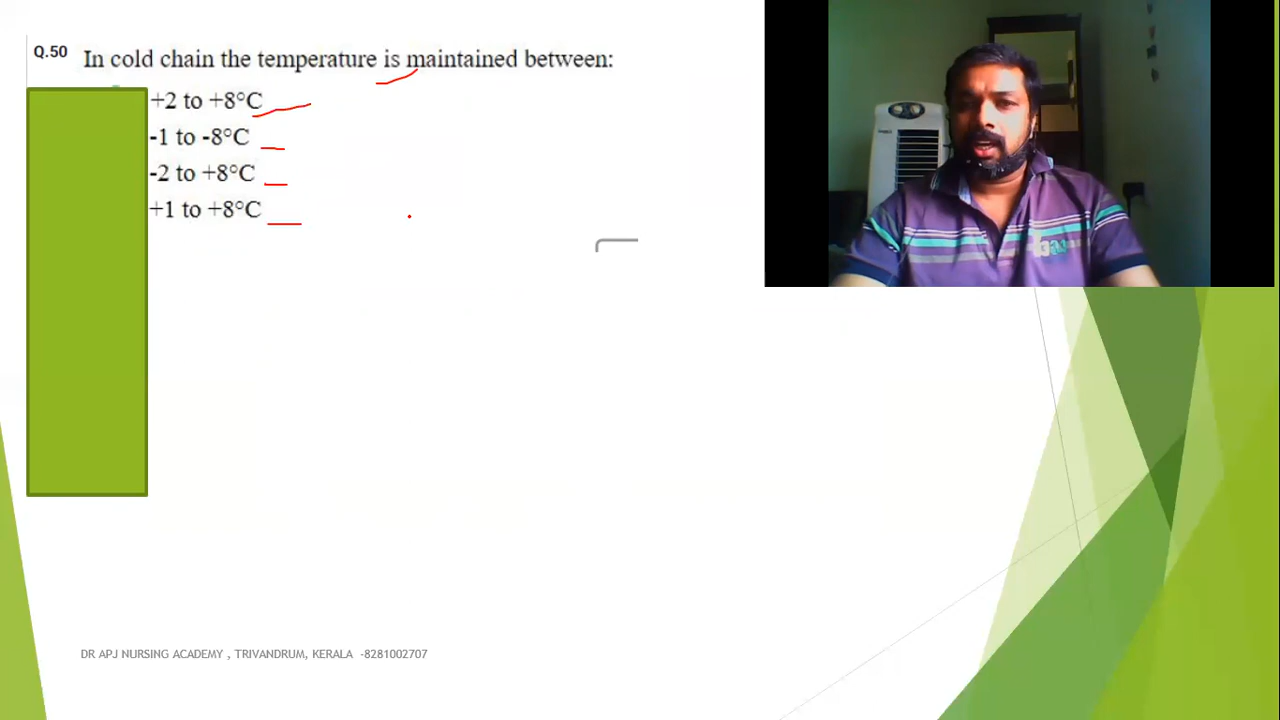 Q.50 In cold chain the temperature is maintained between:
+2 to +8°C
-1 to -8°C
-2 to +8°C
+1 to +8°C
DR APJ NURSING ACADEMY , TRIVANDRUM, KERALA -8281002707